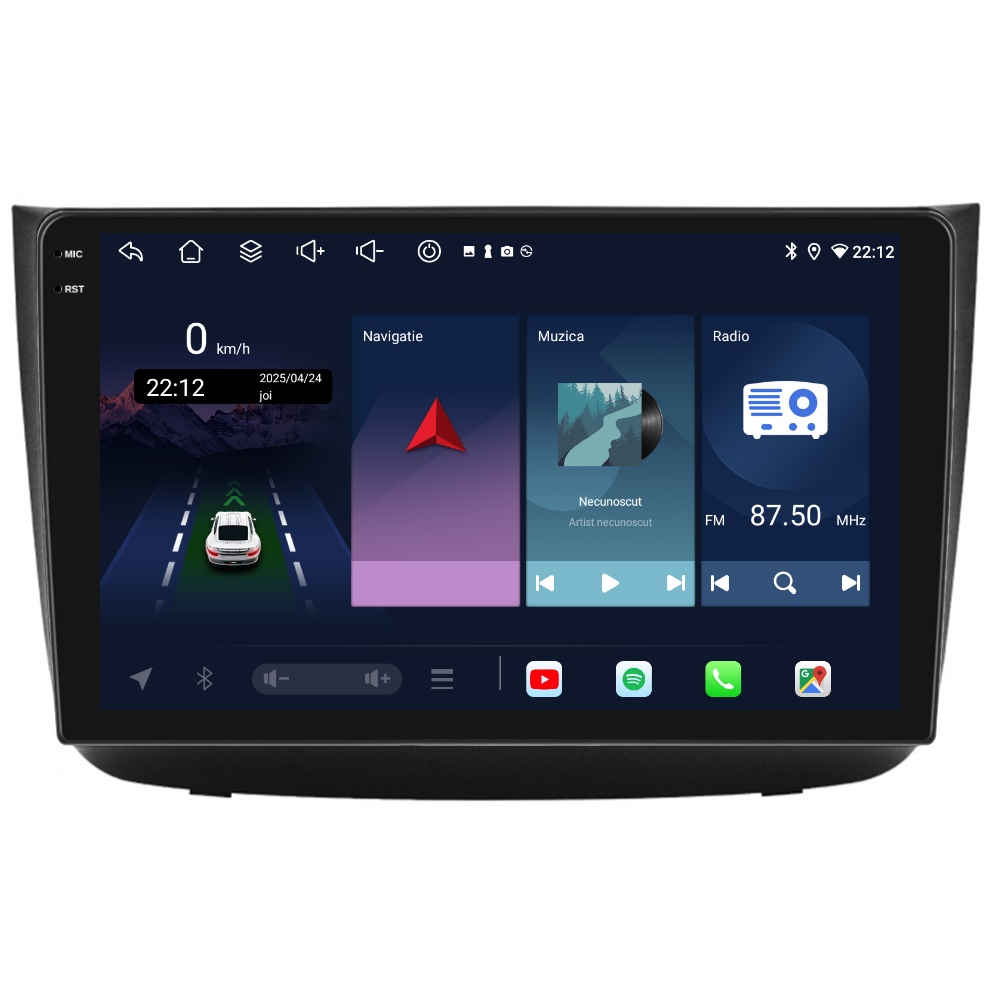 MIC
RST
22:12
0 km/h
22:12
2025/04/24
joi
Navigatie
Muzica
Necunoscut
Artist necunoscut
Radio
FM 87.50 MHz
G